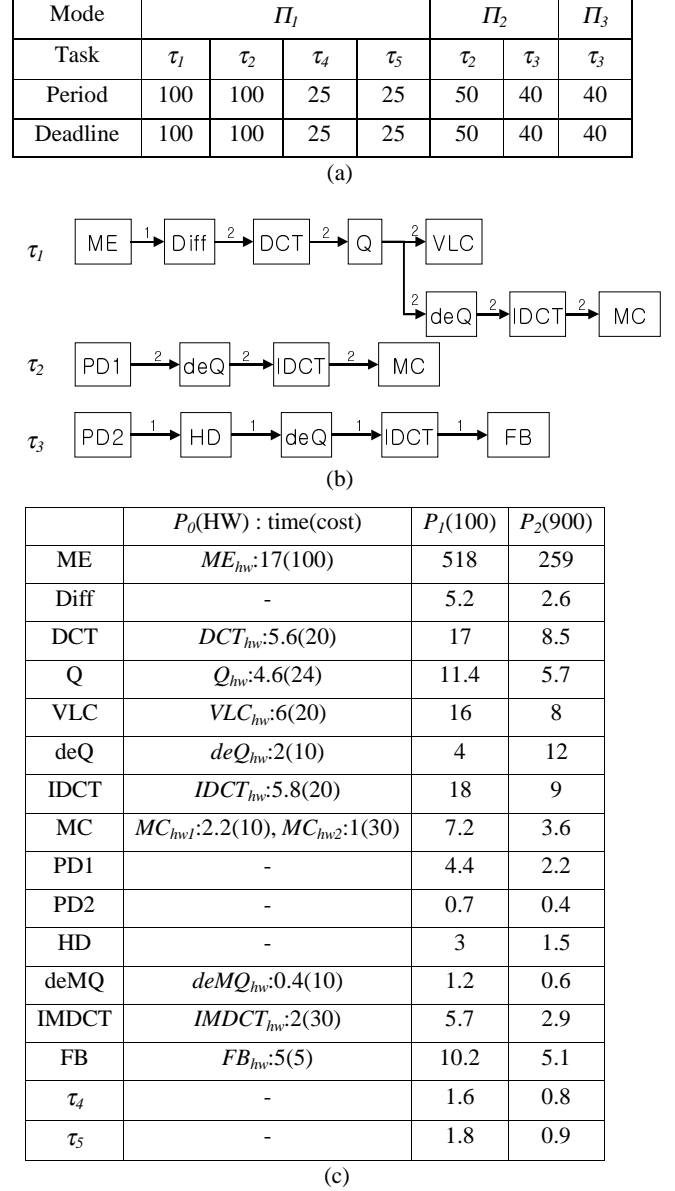 Mode Π1 Π2 Π3
Task τ1 τ2 τ4 τ5 τ2 τ3 τ3
Period 100 100 25 25 50 40 40
Deadline 100 100 25 25 50 40 40
(a)
τ1 ME 1 Diff 2 DCT 2 Q 2 VLC
2 deQ 2 IDCT 2 MC
τ2 PD1 2 deQ 2 IDCT 2 MC
τ3 PD2 1 HD 1 deQ 1 IDCT 1 FB
(b)
P0(HW) : time(cost) P1(100) P2(900)
ME MEhw:17(100) 518 259
Diff - 5.2 2.6
DCT DCThw:5.6(20) 17 8.5
Q Qhw:4.6(24) 11.4 5.7
VLC VLChw:6(20) 16 8
deQ deQhw:2(10) 4 12
IDCT IDCThw:5.8(20) 18 9
MC MChw1:2.2(10), MChw2:1(30) 7.2 3.6
PD1 - 4.4 2.2
PD2 - 0.7 0.4
HD - 3 1.5
deMQ deMQhw:0.4(10) 1.2 0.6
IMDCT IMDCThw:2(30) 5.7 2.9
FB FBhw:5(5) 10.2 5.1
τ4 - 1.6 0.8
τ5 - 1.8 0.9
(c)